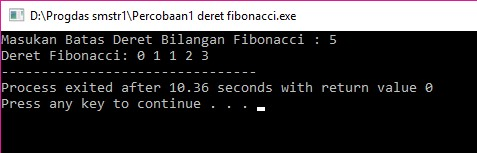 D:\Progdas smstr1\Percobaan1 deret fibonacci.exe
Masukan Batas Deret Bilangan Fibonacci : 5
Deret Fibonacci: 0 1 1 2 3
--------------------------------
Process exited after 10.36 seconds with return value 0
Press any key to continue . . .